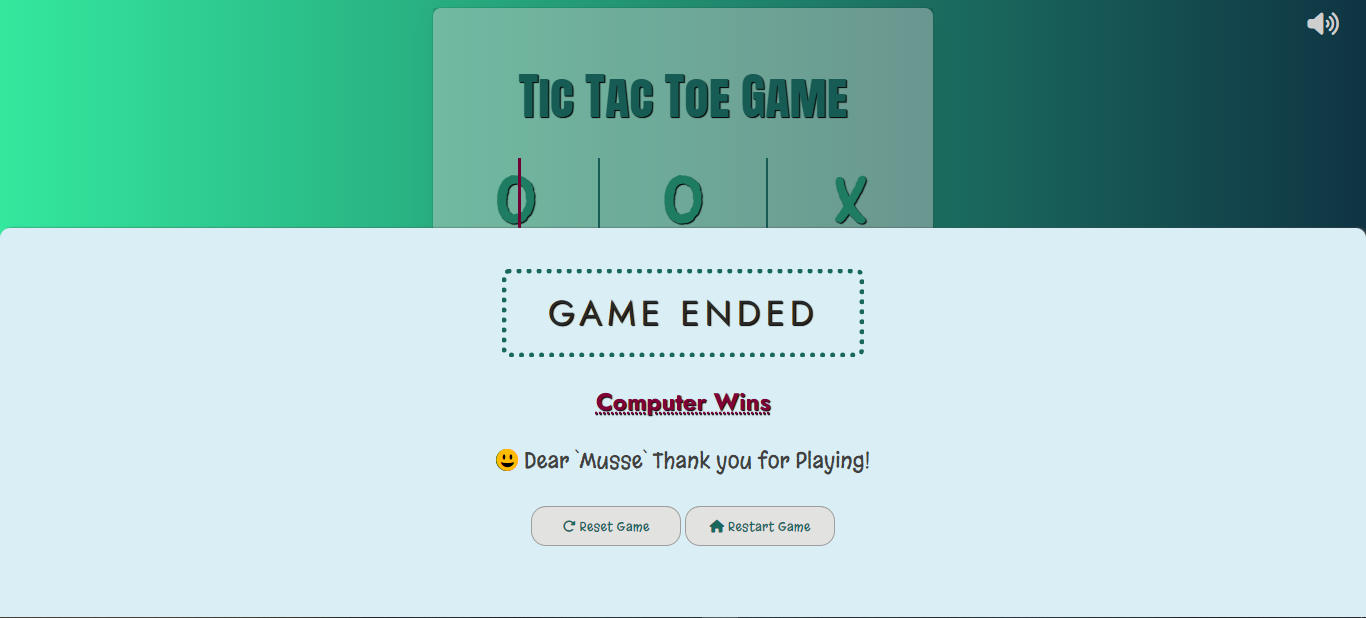 Tic Tac Toe Game
O O X
GAME ENDED
Computer Wins
😃 Dear `Musse` Thank you for Playing!
Reset Game Restart Game